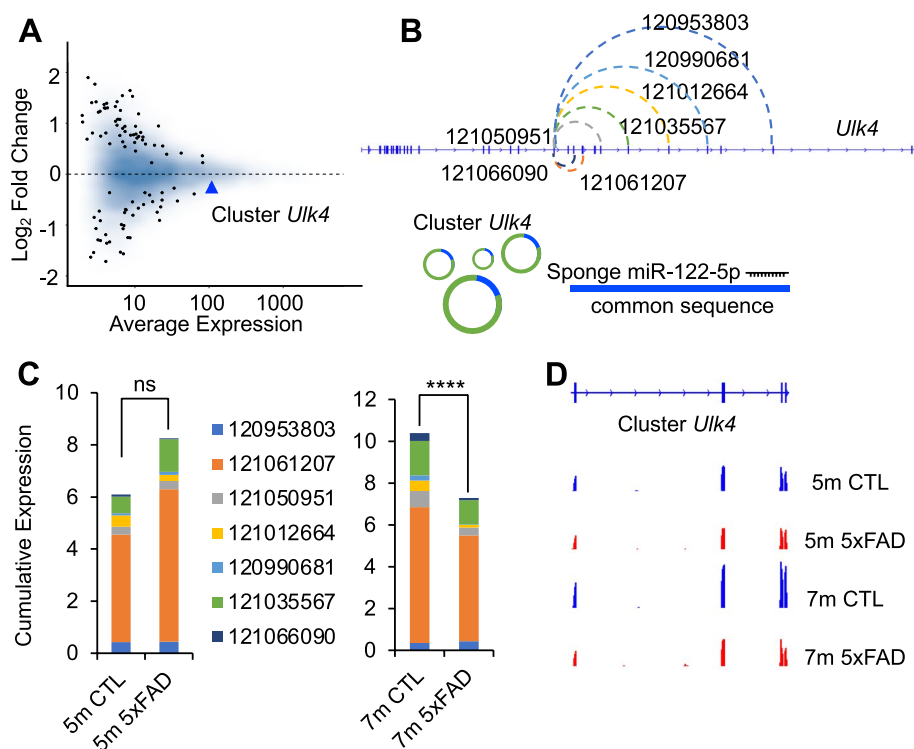 A
Log2 Fold Change
2
1
0
-1
-2
Cluster Ulk4
10
100
1000
Average Expression
B
120953803
120990681
121012664
121035567
Ulk4
121050951
121066090
121061207
Cluster Ulk4
Sponge miR-122-5p
common sequence
C
Cumulative Expression
10
8
6
4
2
0
ns
5m CTL
5m 5xFAD
120953803
121061207
121050951
121012664
120990681
121035567
121066090
12
10
8
6
4
2
0
****
7m CTL
7m 5xFAD
D
Cluster Ulk4
5m CTL
5m 5xFAD
7m CTL
7m 5xFAD